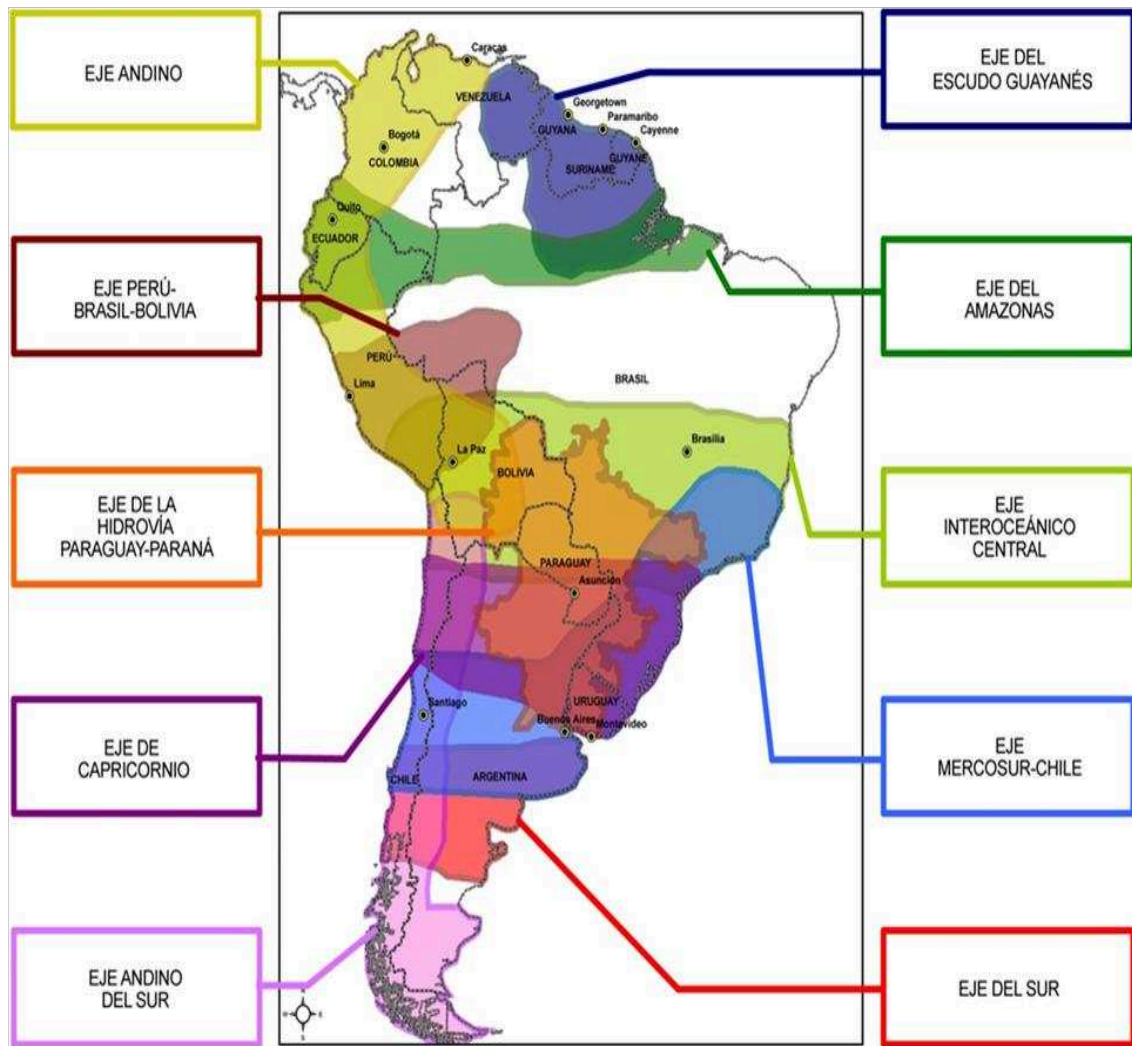 EJE ANDINO
EJE PERÚ-
BRASIL-BOLIVIA
EJE DE LA
HIDROVÍA
PARAGUAY-PARANÁ
EJE DE
CAPRICORNIO
EJE ANDINO
DEL SUR
Caracas
VENEZUELA
Georgetown
Paramaribo
GUYANA
Cayenne
Bogotá
COLOMBIA
GUYANE
SURINAME
Quito
ECUADOR
PERÚ
BRASIL
Lima
Brasilia
La Paz
BOLIVIA
PARAGUAY
Asunción
URUGUAY
Santiago
Buenos Aires
Montevideo
CHILE
ARGENTINA
N
E
S
EJE DEL
ESCUDO GUAYANÉS
EJE DEL
AMAZONAS
EJE
INTEROCEÁNICO
CENTRAL
EJE
MERCOSUR-CHILE
EJE DEL SUR